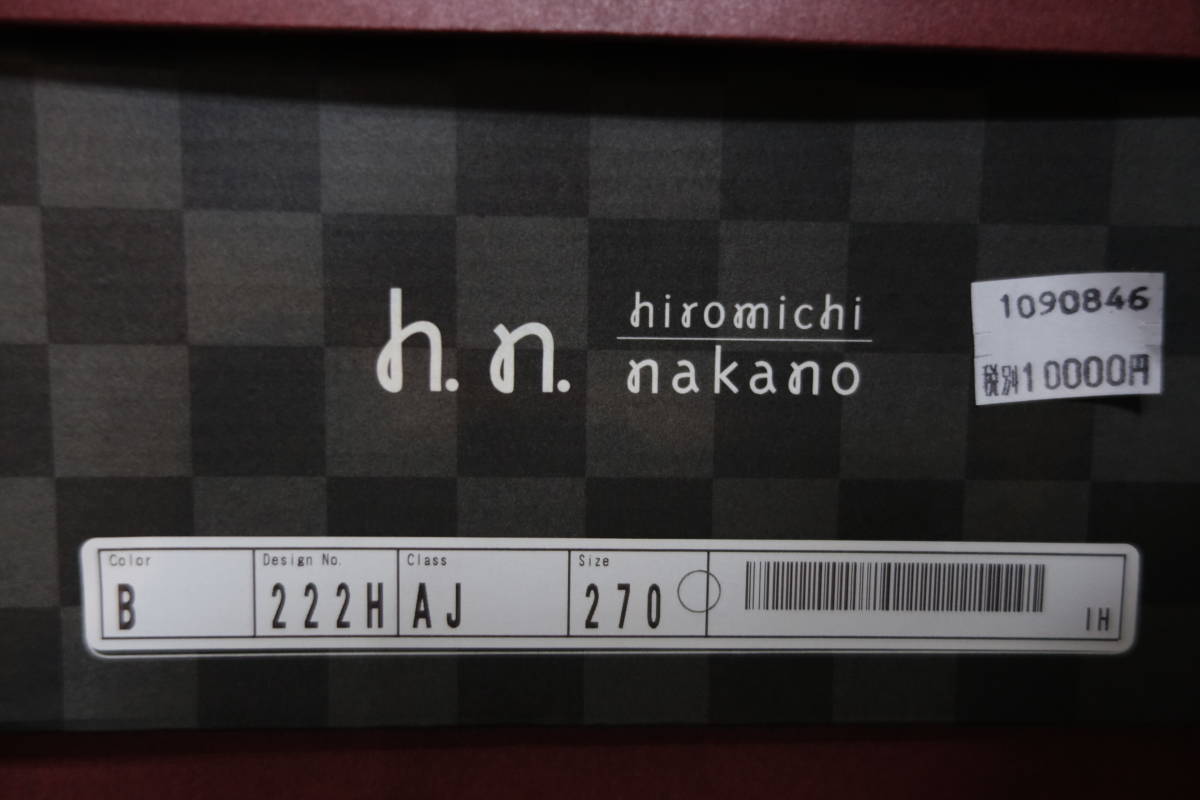 h.n.
hiromichi
nakano
1090846
税別10000円
Color
B
Design No.
222H
Class
AJ
Size
270
IH